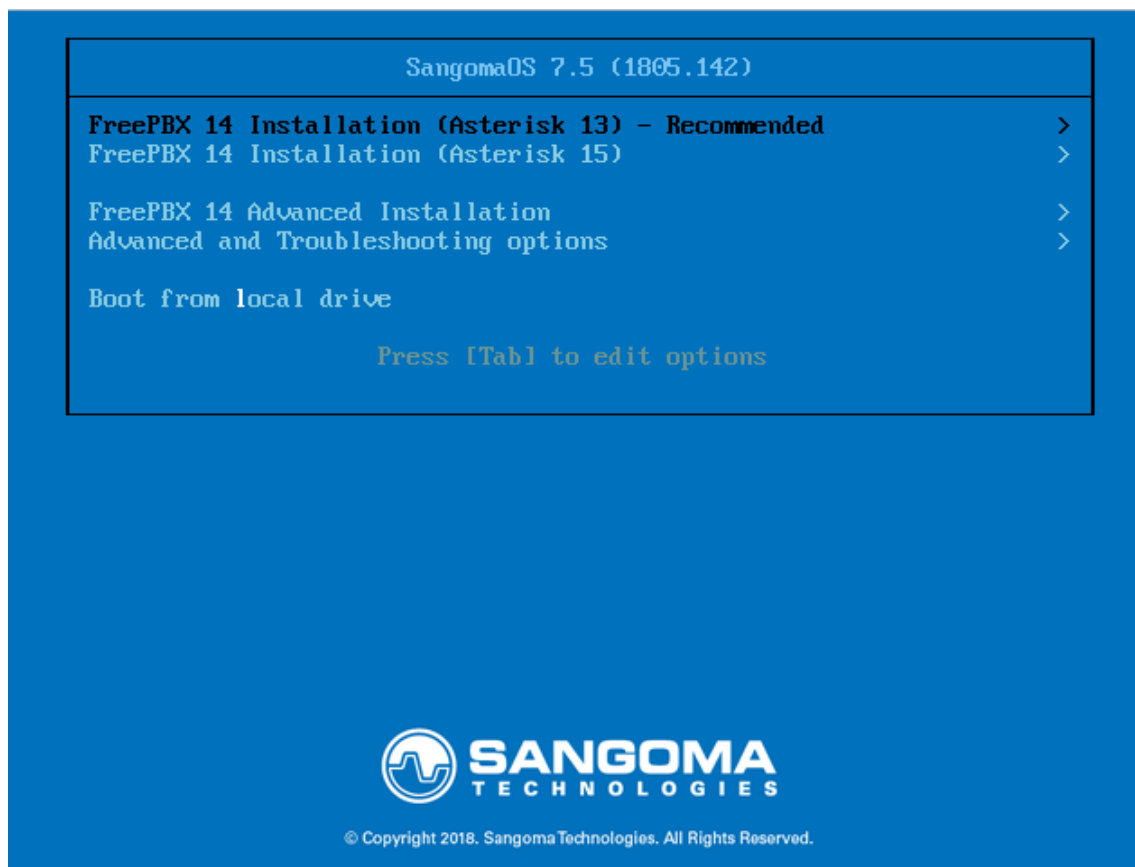 SangomaOS 7.5 (1805.142)
FreePBX 14 Installation (Asterisk 13) - Recommended >
FreePBX 14 Installation (Asterisk 15) >
FreePBX 14 Advanced Installation >
Advanced and Troubleshooting options >
Boot from local drive
Press [Tab] to edit options
SANGOMA
TECHNOLOGIES
© Copyright 2018. Sangoma Technologies. All Rights Reserved.